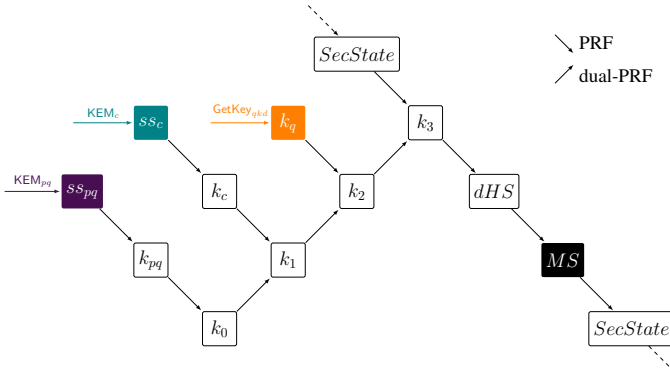 SecState
PRF
dual-PRF
KEM_c
ss_c
GetKey_qkd
k_q
k_3
KEM_pq
ss_pq
k_c
k_2
dHS
k_pq
k_1
MS
k_0
SecState